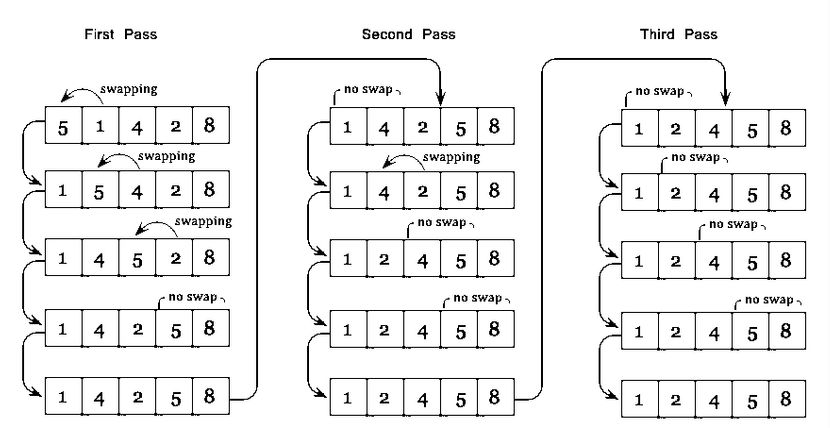 First Pass
swapping
5 1 4 2 8
swapping
1 5 4 2 8
swapping
1 4 5 2 8
no swap
1 4 2 5 8
1 4 2 5 8
Second Pass
no swap
1 4 2 5 8
swapping
1 4 2 5 8
no swap
1 2 4 5 8
no swap
1 2 4 5 8
1 2 4 5 8
Third Pass
no swap
1 2 4 5 8
no swap
1 2 4 5 8
no swap
1 2 4 5 8
no swap
1 2 4 5 8
1 2 4 5 8